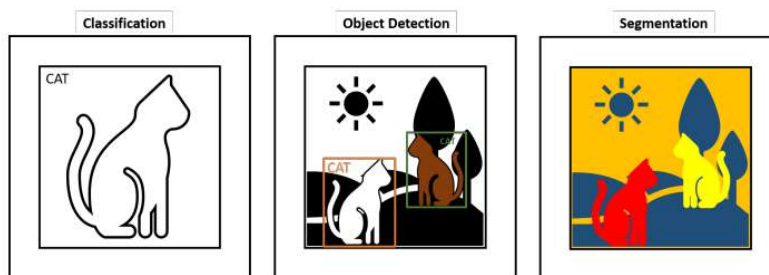 Classification
Object Detection
Segmentation
CAT
CAT
CAT